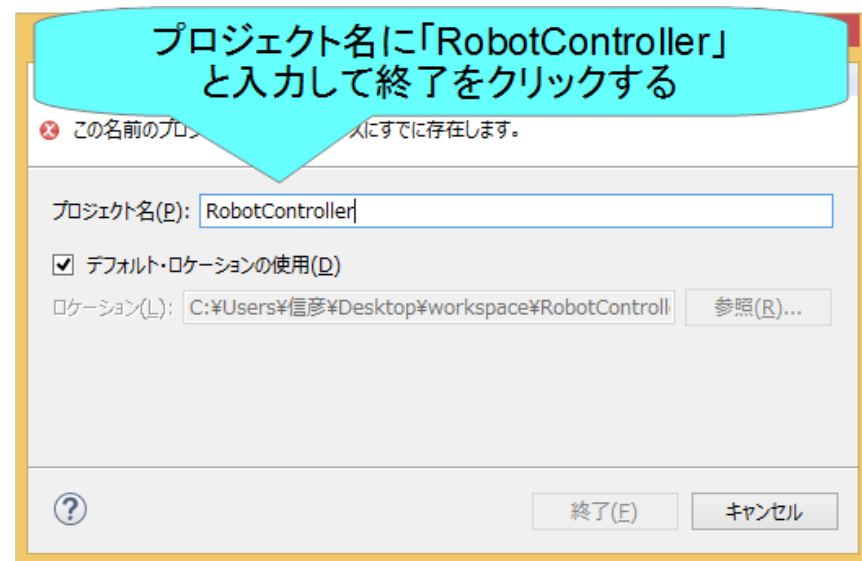 プロジェクト名に「RobotController」
と入力して終了をクリックする
この名前のプロ スにすでに存在します。
プロジェクト名(P): RobotController
デフォルト・ロケーションの使用(D)
ロケーション(L): C:¥Users¥信彦¥Desktop¥workspace¥RobotControll 参照(R)...
終了(F) キャンセル